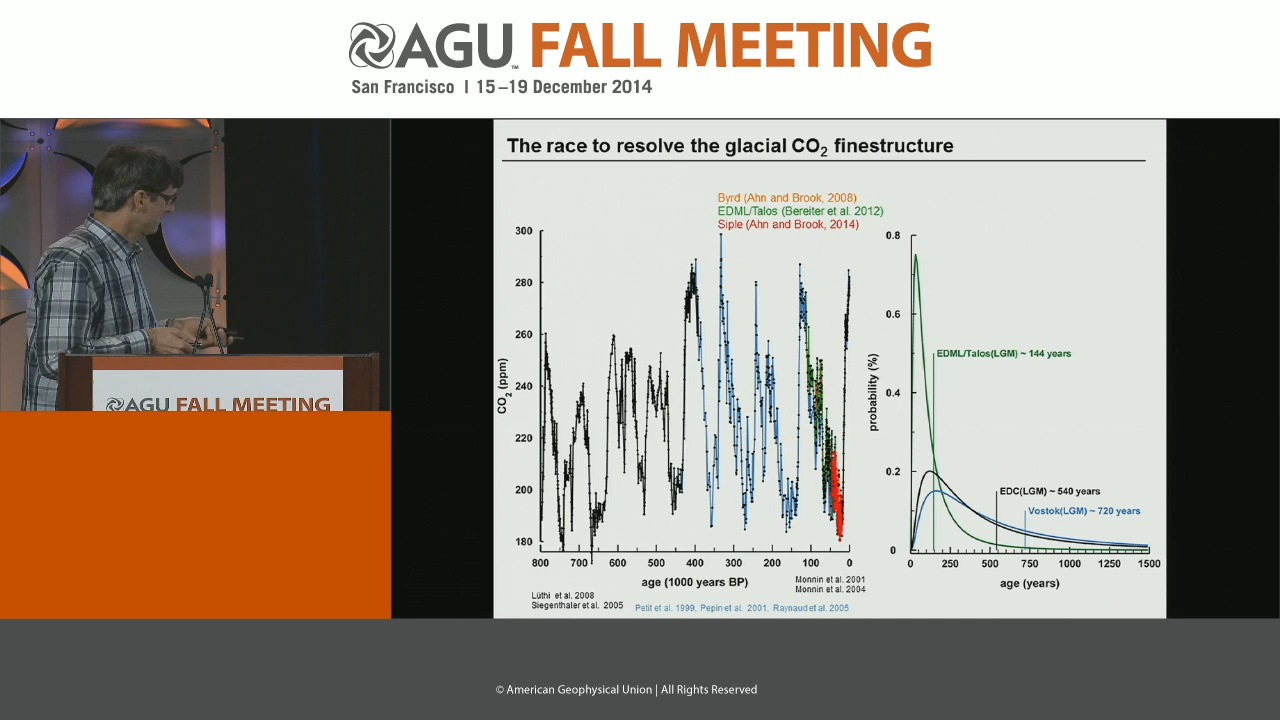 AGU FALL MEETING
San Francisco | 15–19 December 2014
AGU FALL MEETING
The race to resolve the glacial CO2 finestructure
Byrd (Ahn and Brook, 2008)
EDML/Talos (Bereiter et al. 2012)
Siple (Ahn and Brook, 2014)
CO2 (ppm)
300
280
260
240
220
200
180
800 700 600 500 400 300 200 100 0
age (1000 years BP)
Monnin et al. 2001
Monnin et al. 2004
Lüthi et al. 2008
Siegenthaler et al. 2005
Petit et al. 1999, Pepin et al. 2001, Raynaud et al. 2005
probability (%)
0.8
0.6
0.4
0.2
0
EDML/Talos(LGM) ~ 144 years
EDC(LGM) ~ 540 years
Vostok(LGM) ~ 720 years
0 250 500 750 1000 1250 1500
age (years)
© American Geophysical Union | All Rights Reserved